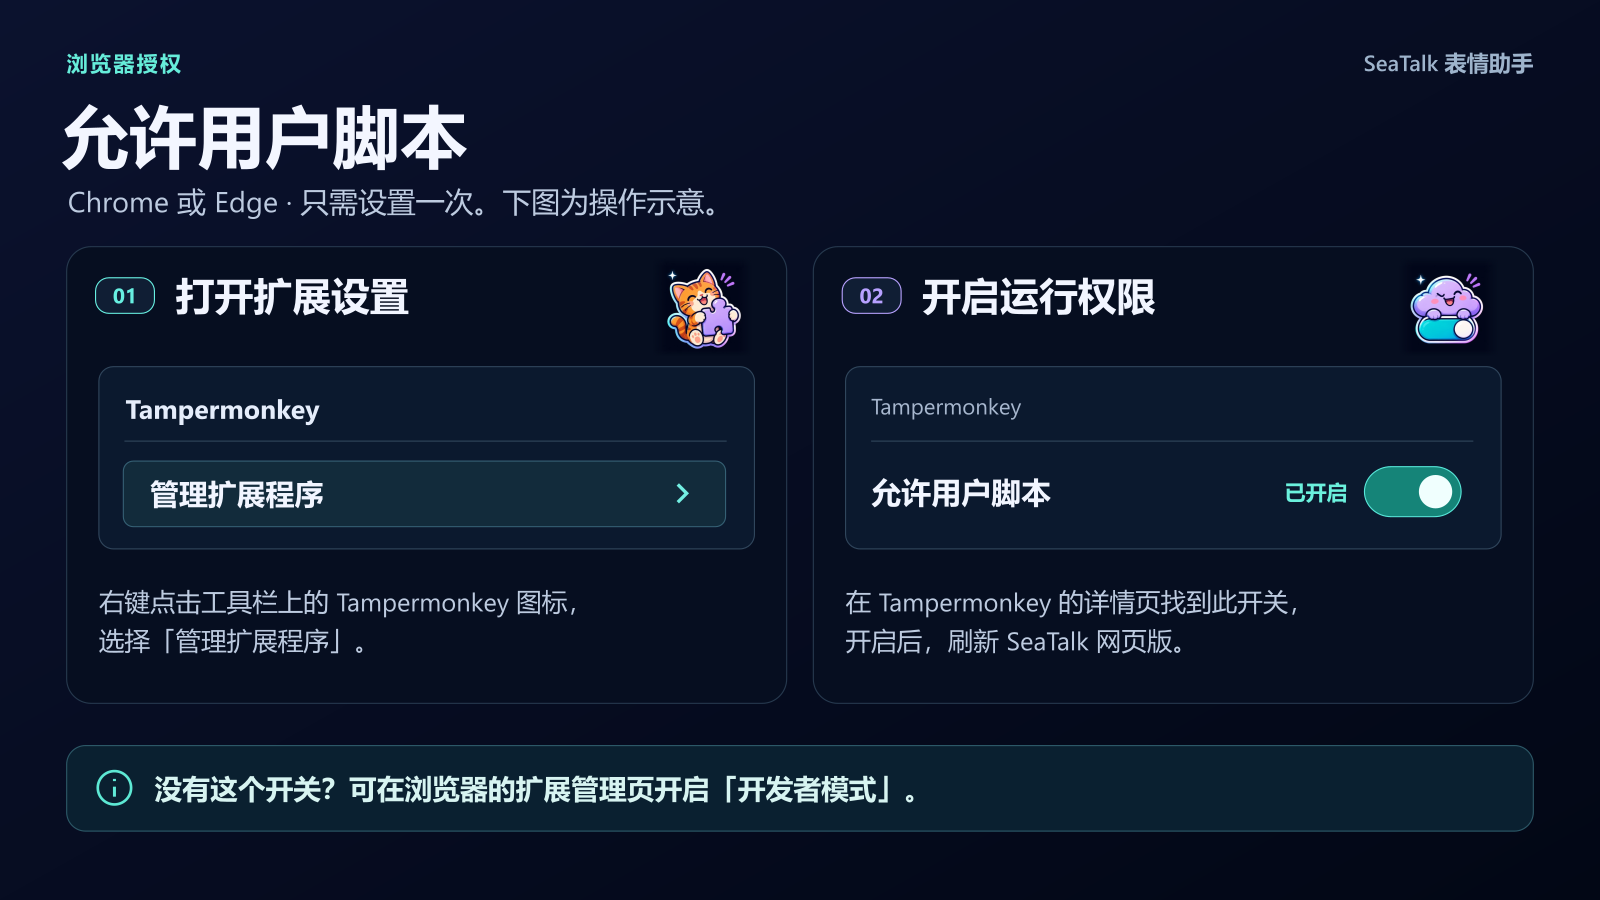 浏览器授权
SeaTalk 表情助手
允许用户脚本
Chrome 或 Edge · 只需设置一次。下图为操作示意。
01 打开扩展设置
Tampermonkey
管理扩展程序
右键点击工具栏上的 Tampermonkey 图标，
选择「管理扩展程序」。
02 开启运行权限
Tampermonkey
允许用户脚本 已开启
在 Tampermonkey 的详情页找到此开关，
开启后，刷新 SeaTalk 网页版。
没有这个开关？可在浏览器的扩展管理页开启「开发者模式」。